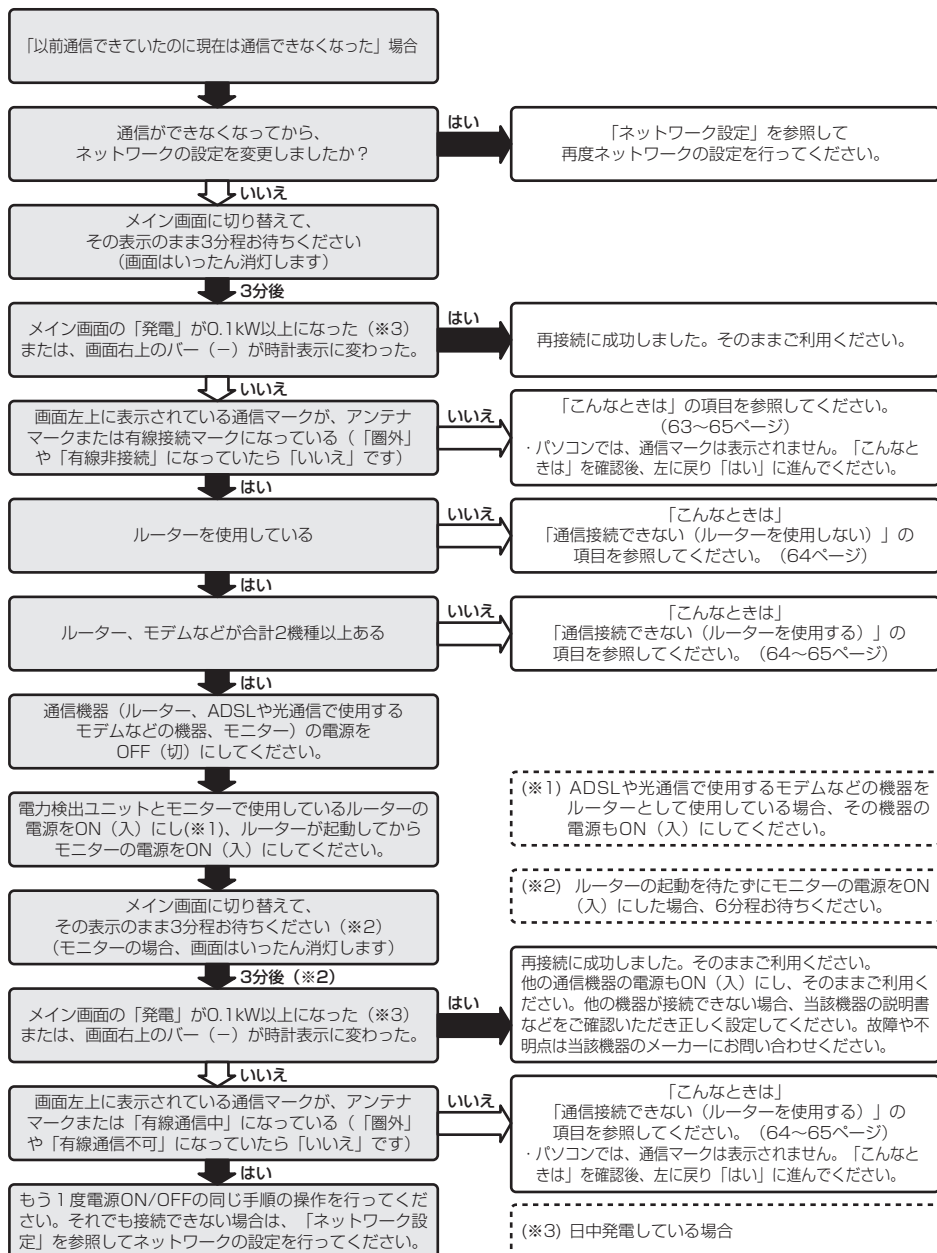 「以前通信できていたのに現在は通信できなくなった」場合
通信ができなくなってから、
ネットワークの設定を変更しましたか？
はい
「ネットワーク設定」を参照して
再度ネットワークの設定を行ってください。
いいえ
メイン画面に切り替えて、
その表示のまま3分程お待ちください
（画面はいったん消灯します）
3分後
メイン画面の「発電」が0.1kW以上になった（※3）
または、画面右上のバー（－）が時計表示に変わった。
はい
再接続に成功しました。そのままご利用ください。
いいえ
画面左上に表示されている通信マークが、アンテナ
マークまたは有線接続マークになっている（「圏外」
や「有線非接続」になっていたら「いいえ」です）
いいえ
「こんなときは」の項目を参照してください。
（63～65ページ）
・パソコンでは、通信マークは表示されません。「こんなと
きは」を確認後、左に戻り「はい」に進んでください。
はい
ルーターを使用している
いいえ
「こんなときは」
「通信接続できない（ルーターを使用しない）」の
項目を参照してください。（64ページ）
はい
ルーター、モデムなどが合計2機種以上ある
いいえ
「こんなときは」
「通信接続できない（ルーターを使用する）」の
項目を参照してください。（64～65ページ）
はい
通信機器（ルーター、ADSLや光通信で使用する
モデムなどの機器、モニター）の電源を
OFF（切）にしてください。
電力検出ユニットとモニターで使用しているルーターの
電源をON（入）にし(※1)、ルーターが起動してから
モニターの電源をON（入）にしてください。
(※1) ADSLや光通信で使用するモデムなどの機器を
ルーターとして使用している場合、その機器の
電源もON（入）にしてください。
メイン画面に切り替えて、
その表示のまま3分程お待ちください（※2）
（モニターの場合、画面はいったん消灯します）
(※2) ルーターの起動を待たずにモニターの電源をON
（入）にした場合、6分程お待ちください。
3分後（※2）
メイン画面の「発電」が0.1kW以上になった（※3）
または、画面右上のバー（－）が時計表示に変わった。
はい
再接続に成功しました。そのままご利用ください。
他の通信機器の電源もON（入）にし、そのままご利用く
ださい。他の機器が接続できない場合、当該機器の説明書
などをご確認いただき正しく設定してください。故障や不
明点は当該機器のメーカーにお問い合わせください。
いいえ
画面左上に表示されている通信マークが、アンテナ
マークまたは「有線通信中」になっている（「圏外」
や「有線通信不可」になっていたら「いいえ」です）
いいえ
「こんなときは」
「通信接続できない（ルーターを使用する）」の
項目を参照してください。（64～65ページ）
・パソコンでは、通信マークは表示されません。「こんなと
きは」を確認後、左に戻り「はい」に進んでください。
はい
もう１度電源ON/OFFの同じ手順の操作を行ってくだ
さい。それでも接続できない場合は、「ネットワーク設
定」を参照してネットワークの設定を行ってください。
(※3) 日中発電している場合